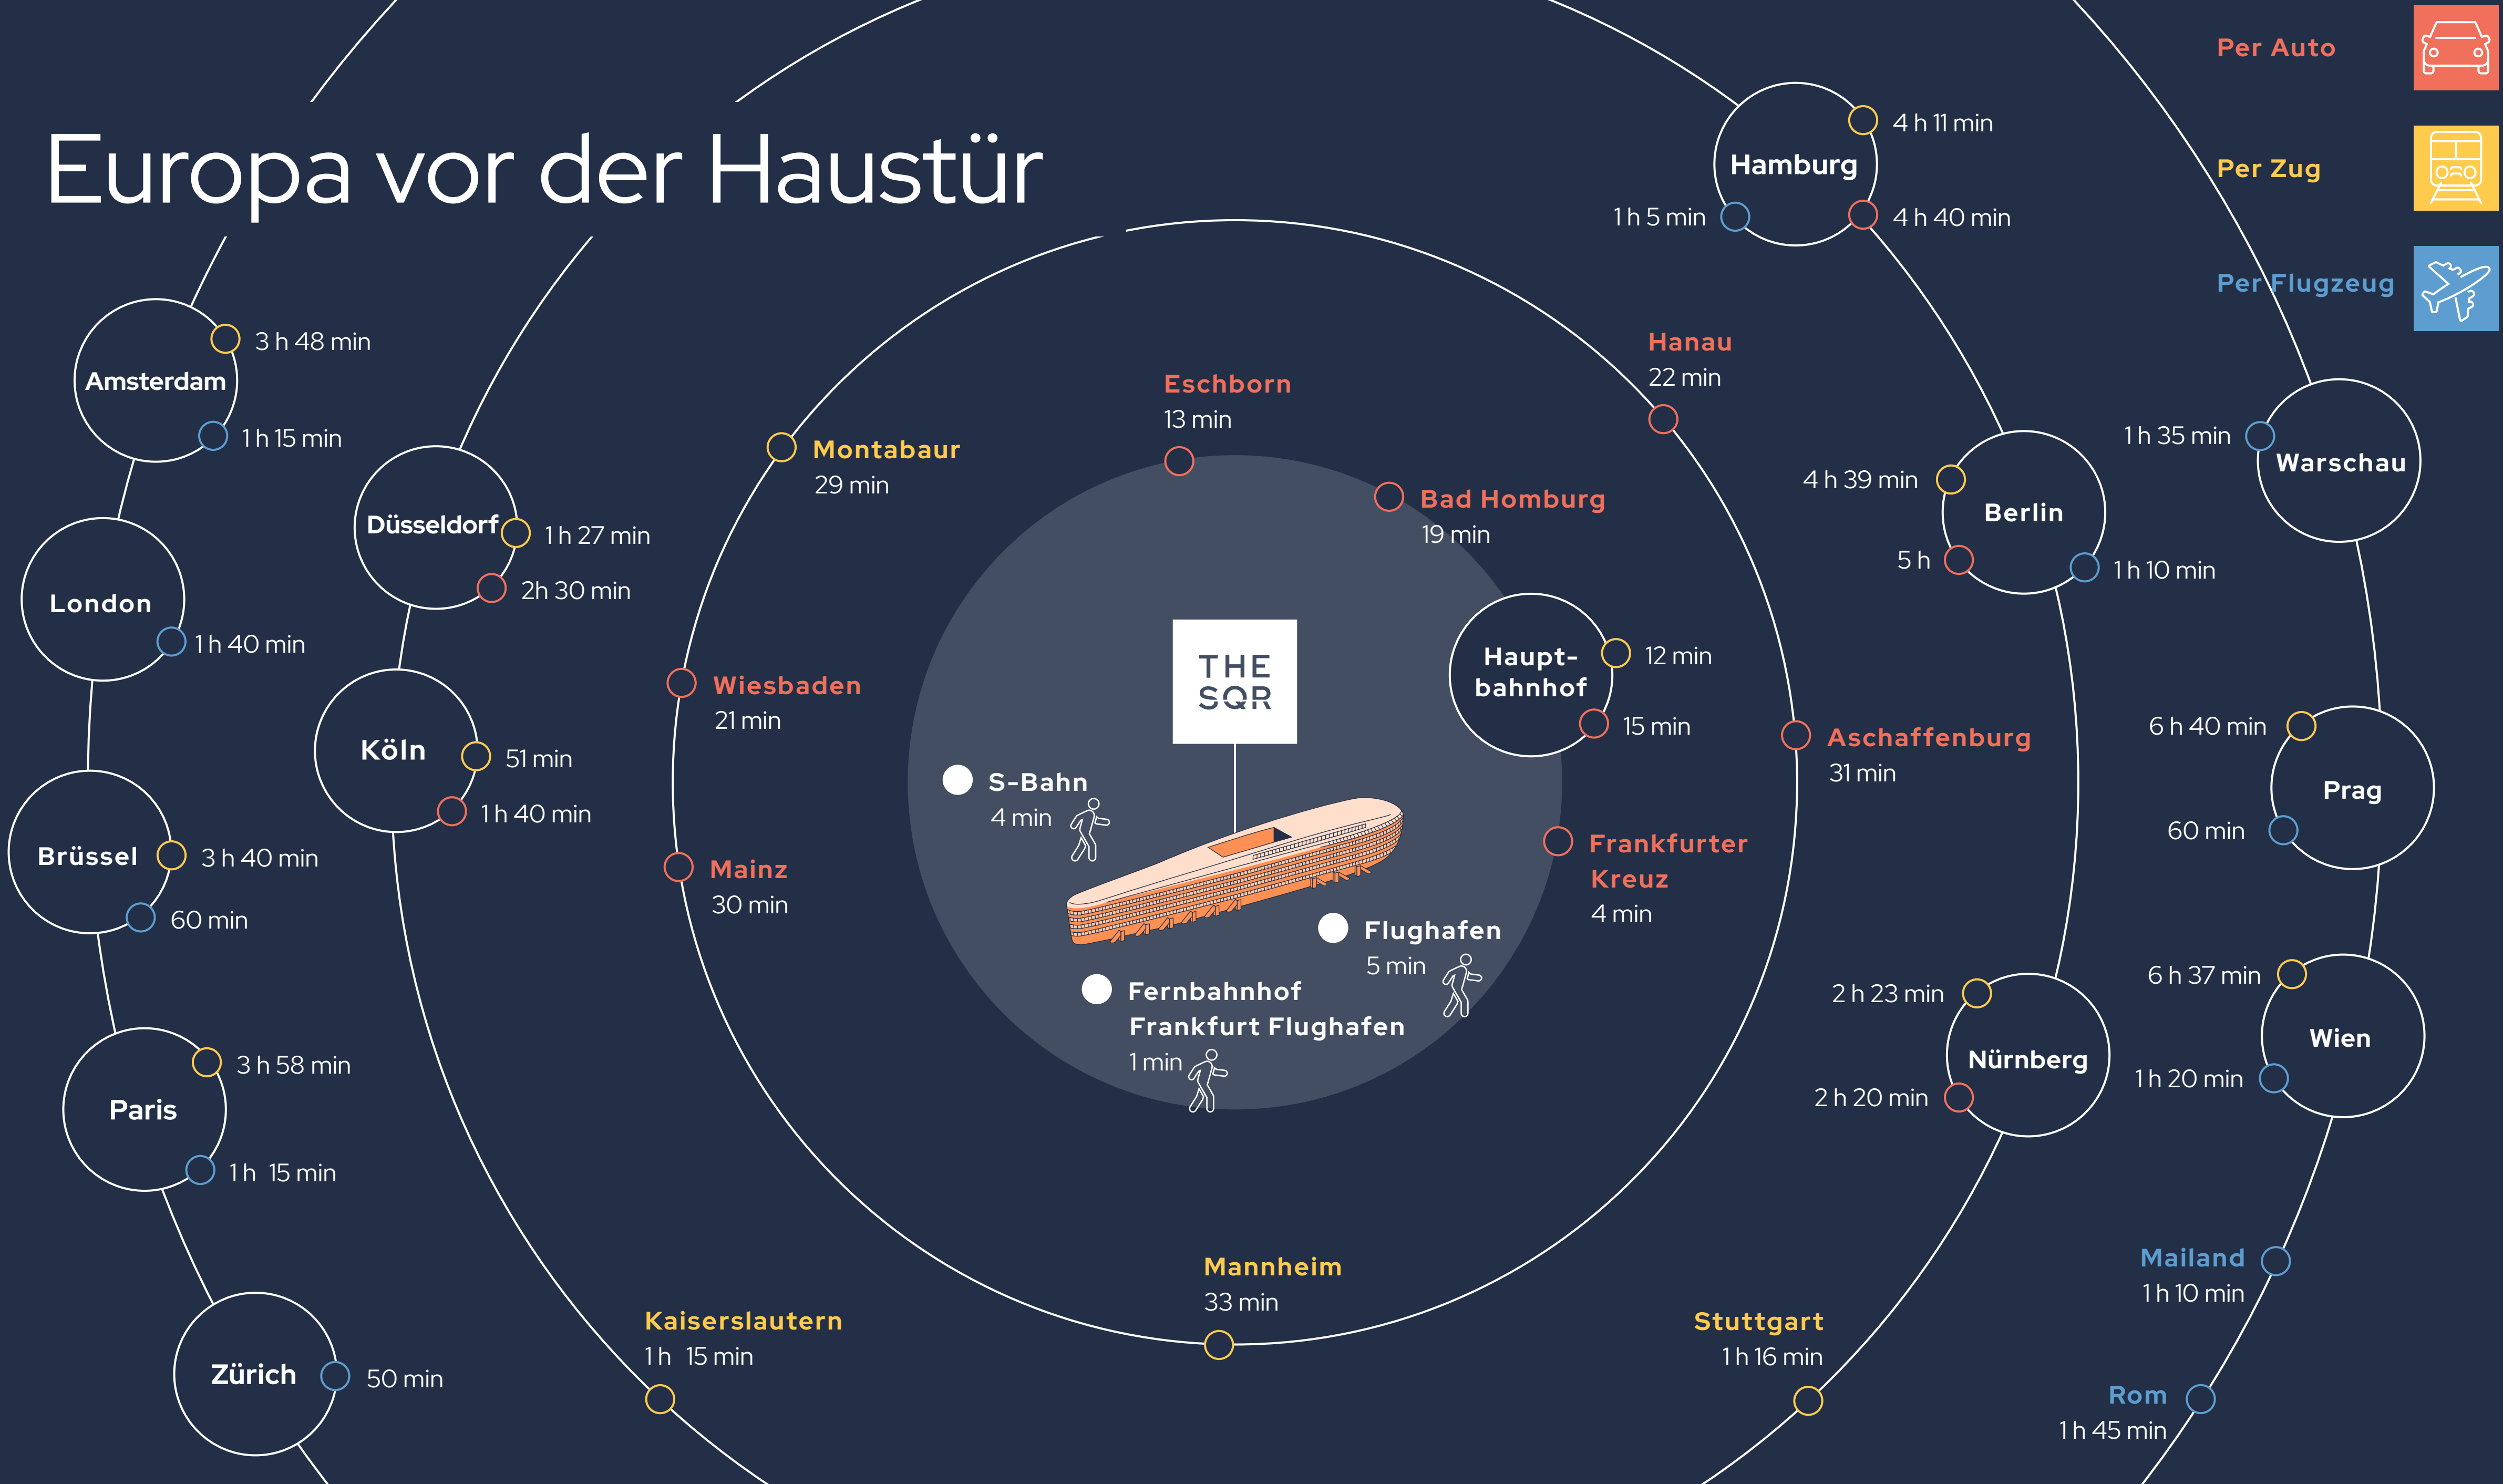 Europa vor der Haustür
Per Auto
Per Zug
Per Flugzeug
Amsterdam
3 h 48 min
1 h 15 min
London
1 h 40 min
Brüssel
3 h 40 min
60 min
Paris
3 h 58 min
1 h 15 min
Zürich
50 min
Düsseldorf
1 h 27 min
2h 30 min
Köln
51 min
1 h 40 min
Kaiserslautern
1 h 15 min
Montabaur
29 min
Wiesbaden
21 min
Mainz
30 min
Mannheim
33 min
Eschborn
13 min
Bad Homburg
19 min
THE
SQR
Haupt-
bahnhof
12 min
15 min
S-Bahn
4 min
Flughafen
5 min
Fernbahnhof
Frankfurt Flughafen
1 min
Frankfurter
Kreuz
4 min
Hanau
22 min
Aschaffenburg
31 min
Hamburg
4 h 11 min
1 h 5 min
4 h 40 min
Berlin
4 h 39 min
5 h
1 h 10 min
Nürnberg
2 h 23 min
2 h 20 min
Stuttgart
1 h 16 min
Warschau
1 h 35 min
Prag
6 h 40 min
60 min
Wien
6 h 37 min
1 h 20 min
Mailand
1 h 10 min
Rom
1 h 45 min